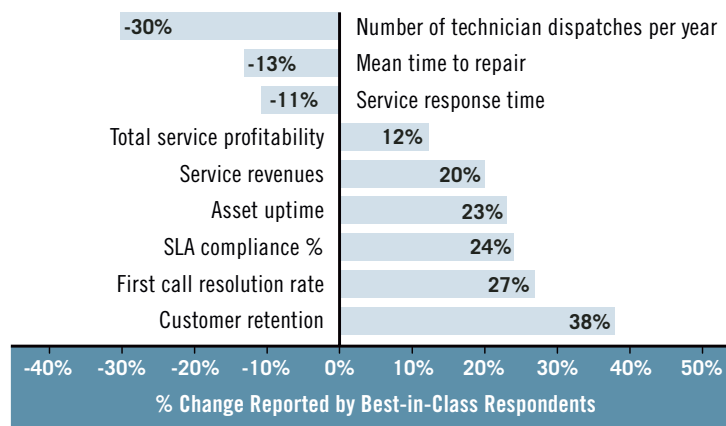 -30% Number of technician dispatches per year
-13% Mean time to repair
-11% Service response time
Total service profitability 12%
Service revenues 20%
Asset uptime 23%
SLA compliance % 24%
First call resolution rate 27%
Customer retention 38%
-40% -30% -20% -10% 0% 10% 20% 30% 40% 50%
% Change Reported by Best-in-Class Respondents